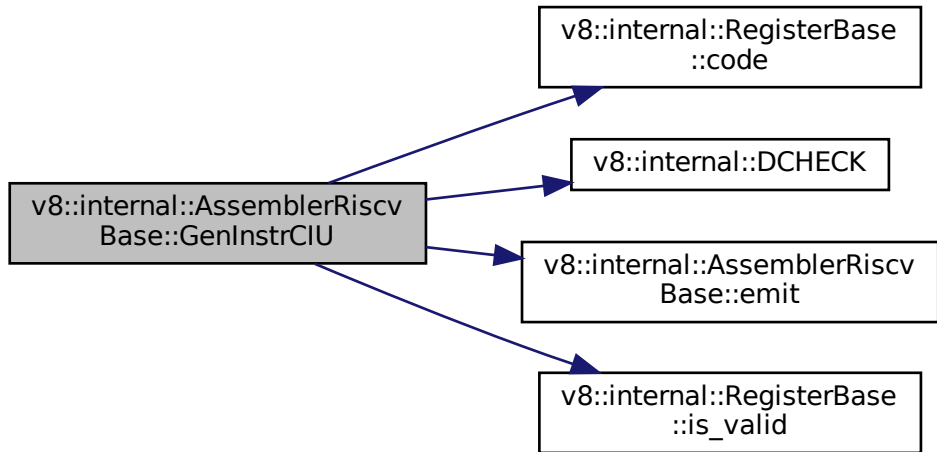 v8::internal::RegisterBase
::code
v8::internal::DCHECK
v8::internal::AssemblerRiscv
Base::GenInstrCIU
v8::internal::AssemblerRiscv
Base::emit
v8::internal::RegisterBase
::is_valid